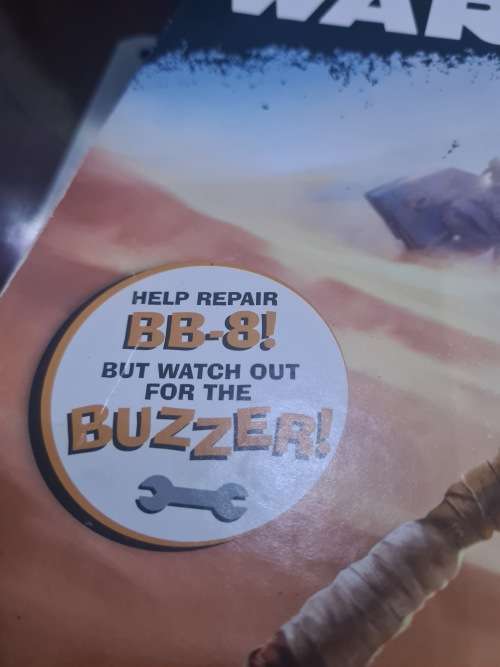 WAR
HELP REPAIR
BB-8!
BUT WATCH OUT
FOR THE
BUZZER!